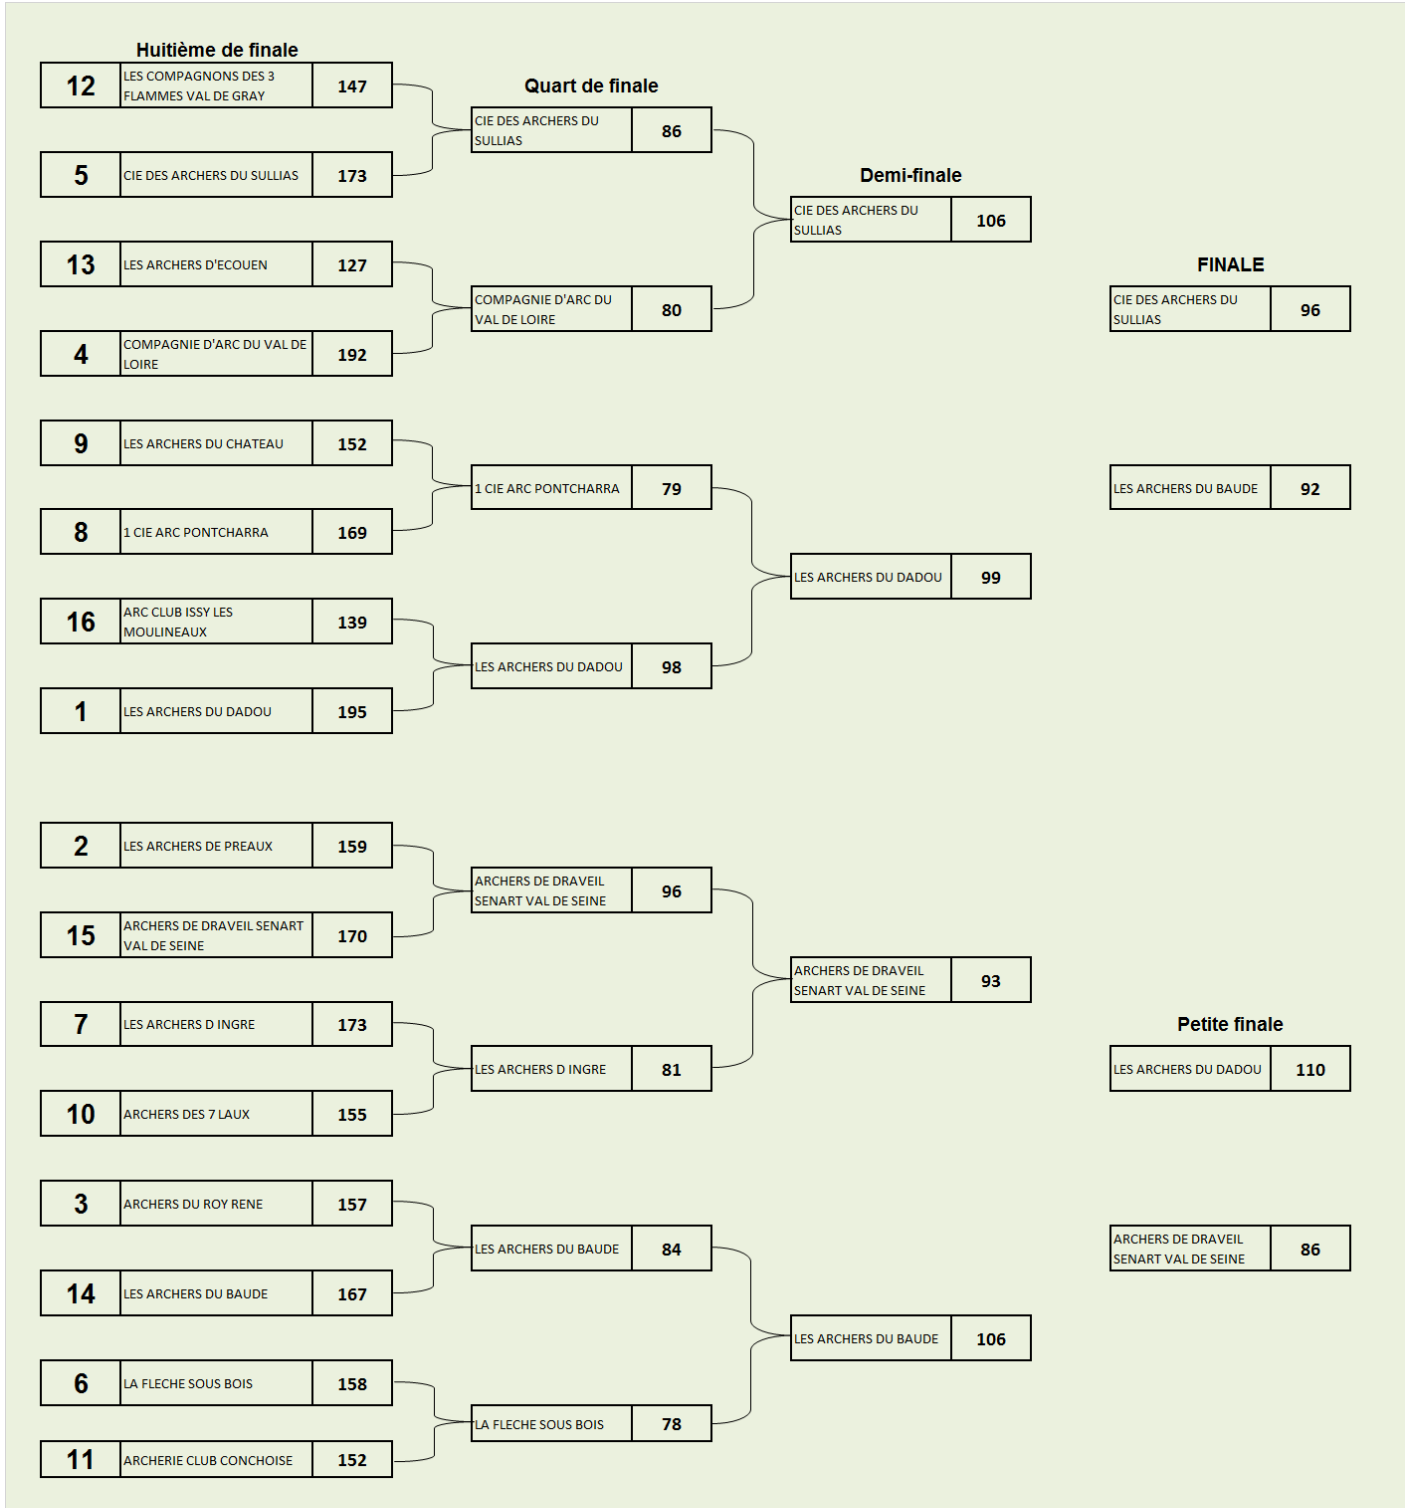 Huitième de finale
12 LES COMPAGNONS DES 3 FLAMMES VAL DE GRAY 147
5 CIE DES ARCHERS DU SULLIAS 173
13 LES ARCHERS D'ECOUEN 127
4 COMPAGNIE D'ARC DU VAL DE LOIRE 192
9 LES ARCHERS DU CHATEAU 152
8 1 CIE ARC PONTCHARRA 169
16 ARC CLUB ISSY LES MOULINEAUX 139
1 LES ARCHERS DU DADOU 195
2 LES ARCHERS DE PREAUX 159
15 ARCHERS DE DRAVEIL SENART VAL DE SEINE 170
7 LES ARCHERS D INGRE 173
10 ARCHERS DES 7 LAUX 155
3 ARCHERS DU ROY RENE 157
14 LES ARCHERS DU BAUDE 167
6 LA FLECHE SOUS BOIS 158
11 ARCHERIE CLUB CONCHOISE 152
Quart de finale
CIE DES ARCHERS DU SULLIAS 86
COMPAGNIE D'ARC DU VAL DE LOIRE 80
1 CIE ARC PONTCHARRA 79
LES ARCHERS DU DADOU 98
ARCHERS DE DRAVEIL SENART VAL DE SEINE 96
LES ARCHERS D INGRE 81
LES ARCHERS DU BAUDE 84
LA FLECHE SOUS BOIS 78
Demi-finale
CIE DES ARCHERS DU SULLIAS 106
LES ARCHERS DU DADOU 99
ARCHERS DE DRAVEIL SENART VAL DE SEINE 93
LES ARCHERS DU BAUDE 106
FINALE
CIE DES ARCHERS DU SULLIAS 96
LES ARCHERS DU BAUDE 92
Petite finale
LES ARCHERS DU DADOU 110
ARCHERS DE DRAVEIL SENART VAL DE SEINE 86